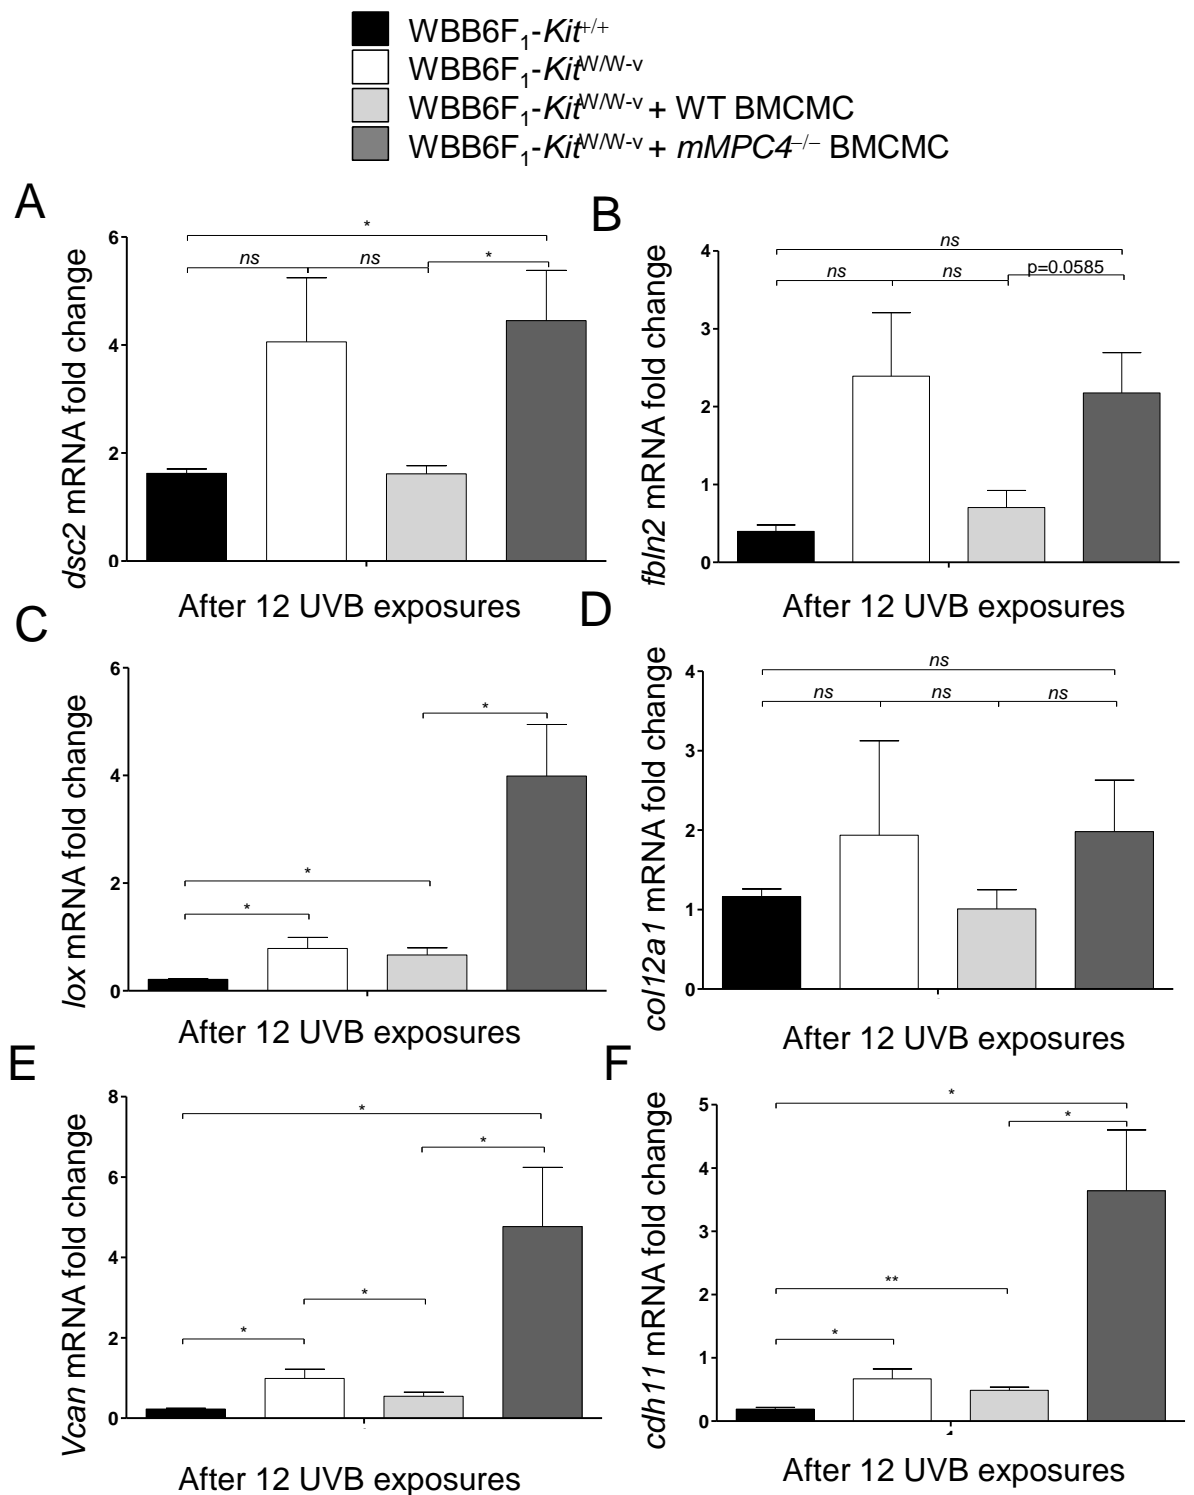 WBB6F₁-Kit⁺/⁺
WBB6F₁-Kitᵂ/ᵂ⁻ᵛ
WBB6F₁-Kitᵂ/ᵂ⁻ᵛ + WT BMCMC
WBB6F₁-Kitᵂ/ᵂ⁻ᵛ + mMPC4⁻/⁻ BMCMC
A
dsc2 mRNA fold change
6
4
2
0
*
ns
ns
*
After 12 UVB exposures
B
fbln2 mRNA fold change
4
3
2
1
0
ns
ns
ns
p=0.0585
After 12 UVB exposures
C
lox mRNA fold change
6
4
2
0
*
*
*
After 12 UVB exposures
D
col12a1 mRNA fold change
4
3
2
1
0
ns
ns
ns
ns
After 12 UVB exposures
E
Vcan mRNA fold change
8
6
4
2
0
*
*
*
*
After 12 UVB exposures
F
cdh11 mRNA fold change
5
4
3
2
1
0
*
*
**
*
After 12 UVB exposures